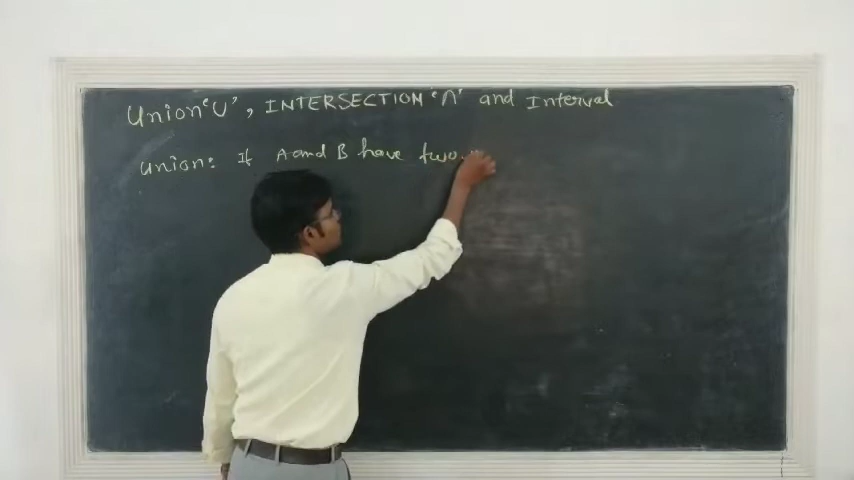 Union 'U', INTERSECTION '∩' and Interval
Union: If A and B have two